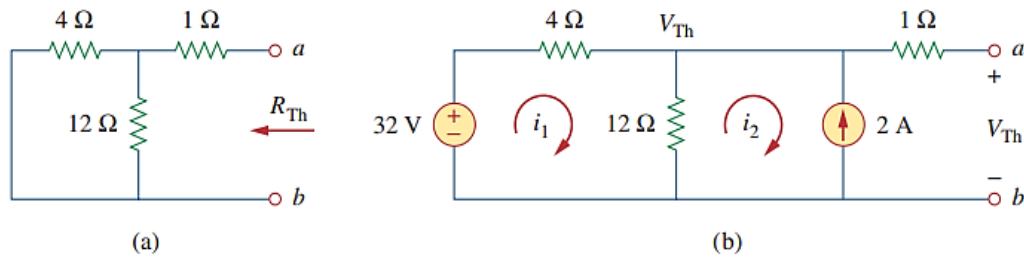 4 Ω 1 Ω
a
12 Ω
R_Th
b
(a)
4 Ω V_Th 1 Ω
a
+
32 V + − i_1 12 Ω i_2 2 A V_Th
−
b
(b)